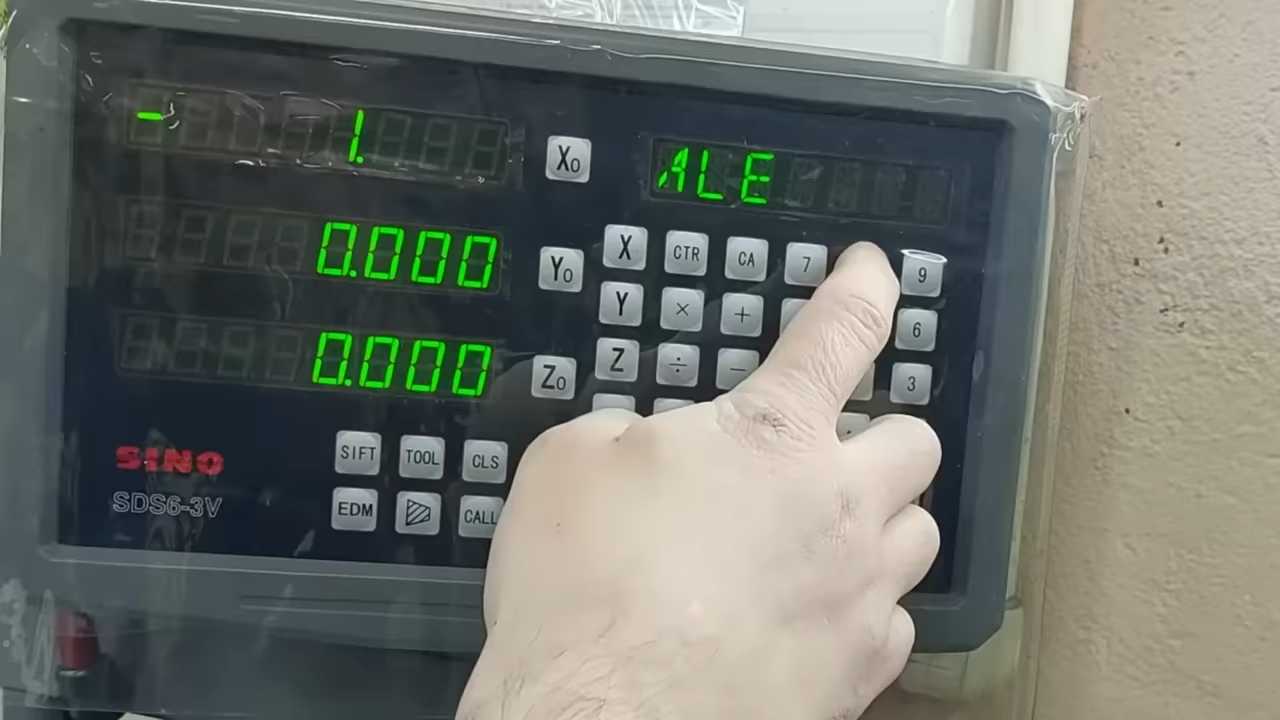 - 1.
X₀
ALE
0.000
Y₀
X CTR CA 7 9
Y × + 6
0.000
Z₀
Z ÷ − 3
SINO
SDS6-3V
SIFT TOOL CLS
EDM CALL